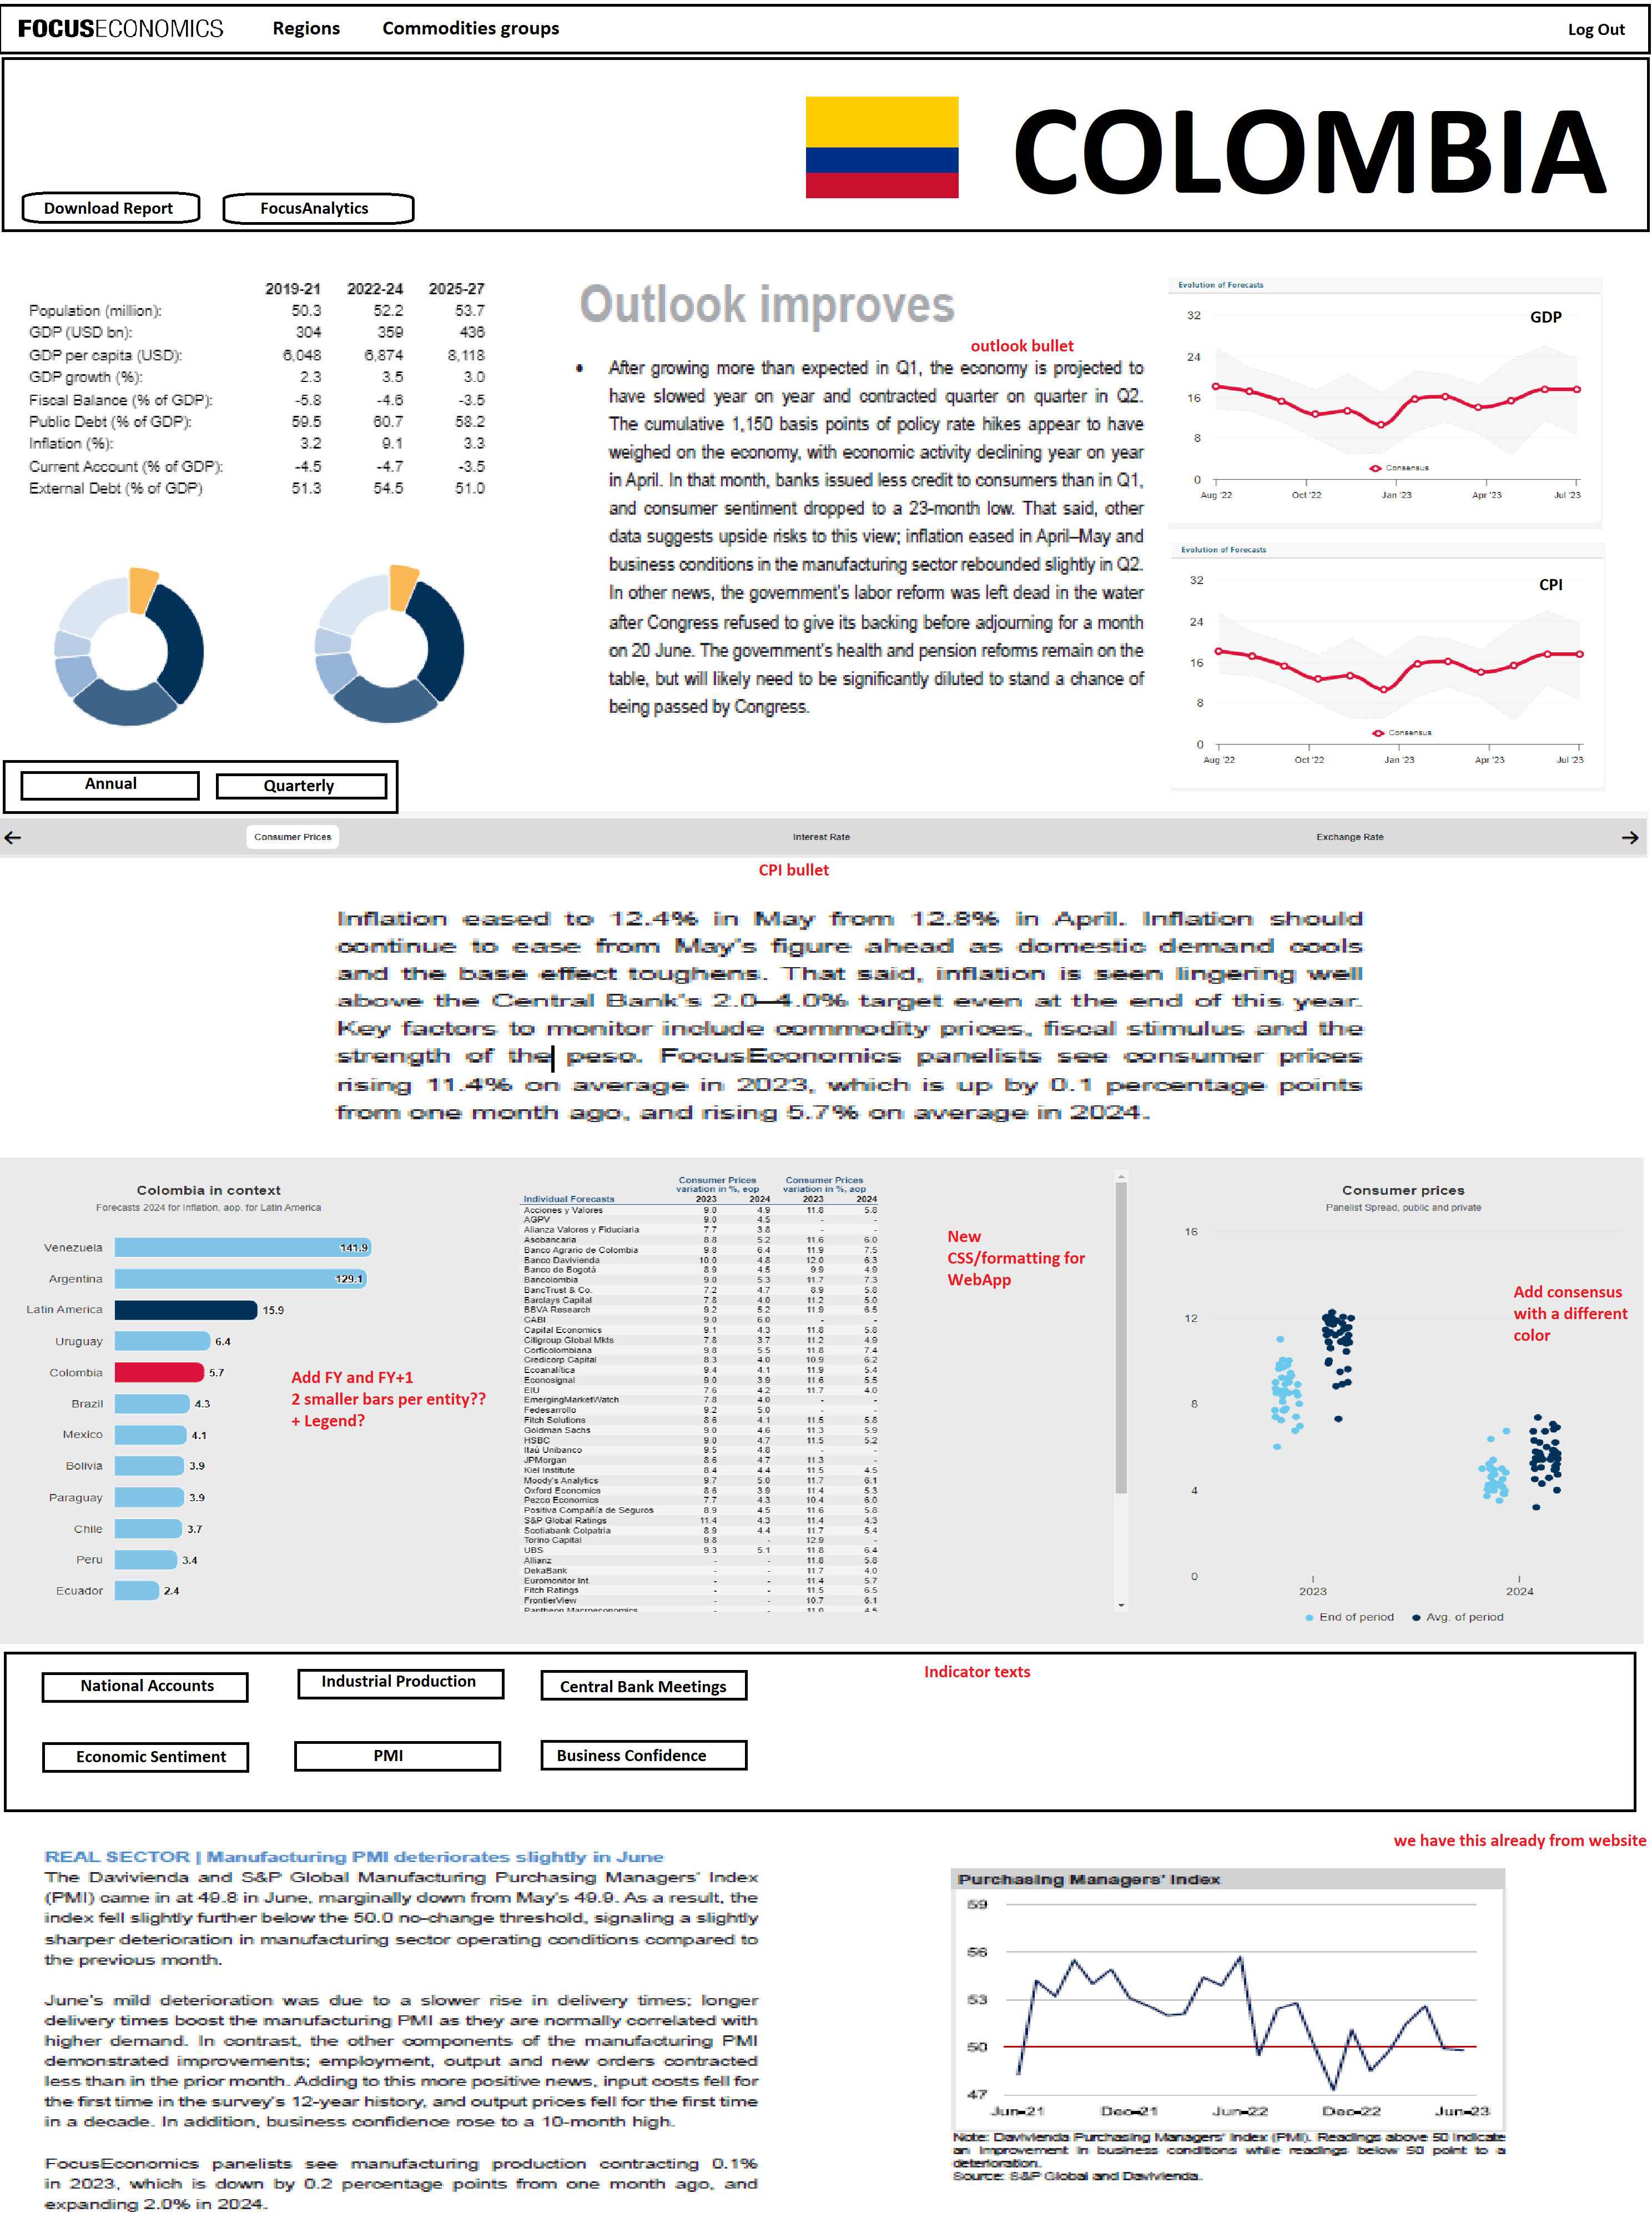 FOCUSECONOMICS Regions Commodities groups Log Out
COLOMBIA
Download Report FocusAnalytics
2019-21 2022-24 2025-27
Population (million): 50.3 52.2 53.7
GDP (USD bn): 304 359 436
GDP per capita (USD): 6,048 6,874 8,118
GDP growth (%): 2.3 3.5 3.0
Fiscal Balance (% of GDP): -5.8 -4.6 -3.5
Public Debt (% of GDP): 59.5 60.7 58.2
Inflation (%): 3.2 9.1 3.3
Current Account (% of GDP): -4.5 -4.7 -3.5
External Debt (% of GDP) 51.3 54.5 51.0
Outlook improves
outlook bullet
• After growing more than expected in Q1, the economy is projected to
have slowed year on year and contracted quarter on quarter in Q2.
The cumulative 1,150 basis points of policy rate hikes appear to have
weighed on the economy, with economic activity declining year on year
in April. In that month, banks issued less credit to consumers than in Q1,
and consumer sentiment dropped to a 23-month low. That said, other
data suggests upside risks to this view; inflation eased in April–May and
business conditions in the manufacturing sector rebounded slightly in Q2.
In other news, the government's labor reform was left dead in the water
after Congress refused to give its backing before adjourning for a month
on 20 June. The government's health and pension reforms remain on the
table, but will likely need to be significantly diluted to stand a chance of
being passed by Congress.
Evolution of Forecasts
GDP
32
24
16
8
0
Consensus
Aug '22 Oct '22 Jan '23 Apr '23 Jul '23
Evolution of Forecasts
CPI
32
24
16
8
0
Consensus
Aug '22 Oct '22 Jan '23 Apr '23 Jul '23
Annual Quarterly
← Consumer Prices Interest Rate Exchange Rate →
CPI bullet
Inflation eased to 12.4% in May from 12.8% in April. Inflation should
continue to ease from May's figure ahead as domestic demand cools
and the base effect toughens. That said, inflation is seen lingering well
above the Central Bank's 2.0–4.0% target even at the end of this year.
Key factors to monitor include commodity prices, fiscal stimulus and the
strength of the peso. FocusEconomics panelists see consumer prices
rising 11.4% on average in 2023, which is up by 0.1 percentage points
from one month ago, and rising 5.7% on average in 2024.
Colombia in context
Forecasts 2024 for Inflation, aop. for Latin America
Venezuela 141.9
Argentina 129.1
Latin America 15.9
Uruguay 6.4
Colombia 5.7
Brazil 4.3
Mexico 4.1
Bolivia 3.9
Paraguay 3.9
Chile 3.7
Peru 3.4
Ecuador 2.4
Add FY and FY+1
2 smaller bars per entity??
+ Legend?
Consumer Prices Consumer Prices
variation in %, eop variation in %, aop
Individual Forecasts 2023 2024 2023 2024
Acciones y Valores 9.0 4.9 11.8 5.8
AGPV 9.0 4.5 - -
Alianza Valores y Fiduciaria 7.7 3.8 - -
Asobancaria 8.8 5.2 11.6 6.0
Banco Agrario de Colombia 9.8 6.4 11.9 7.5
Banco Davivienda 10.0 4.8 12.0 6.3
Banco de Bogotá 8.9 4.5 9.9 4.9
Bancolombia 9.0 5.3 11.7 7.3
BancTrust & Co. 7.2 4.7 8.9 5.8
Barclays Capital 7.8 4.0 11.2 5.0
BBVA Research 9.2 5.2 11.9 6.5
CABI 9.0 6.0 - -
Capital Economics 9.1 4.3 11.8 5.8
Citigroup Global Mkts 7.8 3.7 11.2 4.9
Corficolombiana 9.8 5.5 11.8 7.4
Credicorp Capital 8.3 4.0 10.9 6.2
Ecoanalítica 9.4 4.1 11.9 5.4
Econosignal 9.0 3.9 11.6 5.5
EIU 7.6 4.2 11.7 4.0
EmergingMarketWatch 7.8 4.0 - -
Fedesarrollo 9.2 5.0 - -
Fitch Solutions 8.6 4.1 11.5 5.8
Goldman Sachs 9.0 4.6 11.3 5.9
HSBC 9.0 4.7 11.5 5.2
Itaú Unibanco 9.5 4.8 - -
JPMorgan 8.6 4.7 11.3 -
Kiel Institute 8.4 4.4 11.5 4.5
Moody's Analytics 9.7 5.0 11.7 6.1
Oxford Economics 8.6 3.9 11.4 5.3
Pezco Economics 7.7 4.3 10.4 6.0
Positiva Compañía de Seguros 8.9 4.5 11.6 5.8
S&P Global Ratings 11.4 4.3 11.4 4.3
Scotiabank Colpatria 8.9 4.4 11.7 5.4
Torino Capital 9.8 - 12.9 -
UBS 9.3 5.1 11.8 6.4
Allianz - - 11.8 5.8
DekaBank - - 11.7 4.0
Euromonitor Int. - - 11.4 5.7
Fitch Ratings - - 11.5 6.5
FrontierView - - 10.7 6.1
Pantheon Macroeconomics - - 11.0 4.5
New
CSS/formatting for
WebApp
Consumer prices
Panelist Spread, public and private
16
12
8
4
0
2023 2024
End of period Avg. of period
Add consensus
with a different
color
Indicator texts
National Accounts Industrial Production Central Bank Meetings
Economic Sentiment PMI Business Confidence
we have this already from website
REAL SECTOR | Manufacturing PMI deteriorates slightly in June
The Davivienda and S&P Global Manufacturing Purchasing Managers' Index
(PMI) came in at 49.8 in June, marginally down from May's 49.9. As a result, the
index fell slightly further below the 50.0 no-change threshold, signaling a slightly
sharper deterioration in manufacturing sector operating conditions compared to
the previous month.
June's mild deterioration was due to a slower rise in delivery times; longer
delivery times boost the manufacturing PMI as they are normally correlated with
higher demand. In contrast, the other components of the manufacturing PMI
demonstrated improvements; employment, output and new orders contracted
less than in the prior month. Adding to this more positive news, input costs fell for
the first time in the survey's 12-year history, and output prices fell for the first time
in a decade. In addition, business confidence rose to a 10-month high.
FocusEconomics panelists see manufacturing production contracting 0.1%
in 2023, which is down by 0.2 percentage points from one month ago, and
expanding 2.0% in 2024.
Purchasing Managers' Index
59
56
53
50
47
Jun-21 Dec-21 Jun-22 Dec-22 Jun-23
Note: Davivienda Purchasing Managers' Index (PMI). Readings above 50 indicate
an improvement in business conditions while readings below 50 point to a
deterioration.
Source: S&P Global and Davivienda.